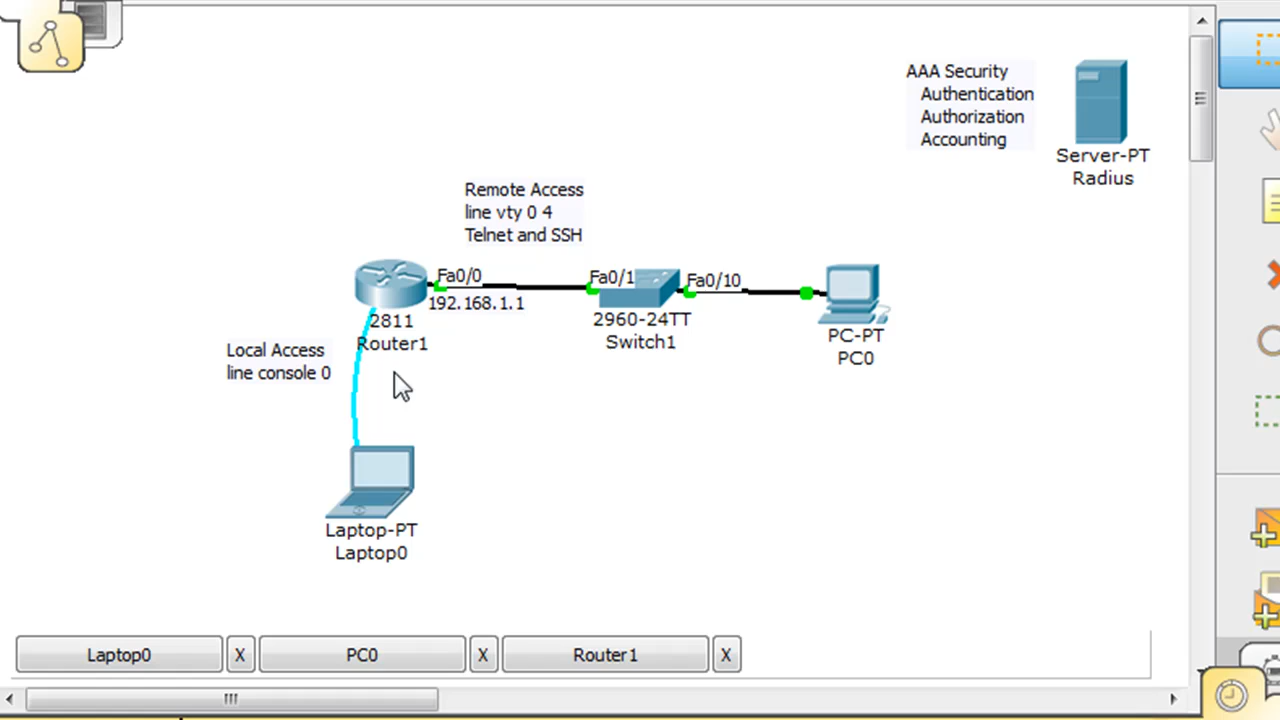 AAA Security
Authentication
Authorization
Accounting
Server-PT
Radius
Remote Access
line vty 0 4
Telnet and SSH
Fa0/0
192.168.1.1
Fa0/1
Fa0/10
2811
Router1
2960-24TT
Switch1
PC-PT
PC0
Local Access
line console 0
Laptop-PT
Laptop0
Laptop0 X PC0 X Router1 X